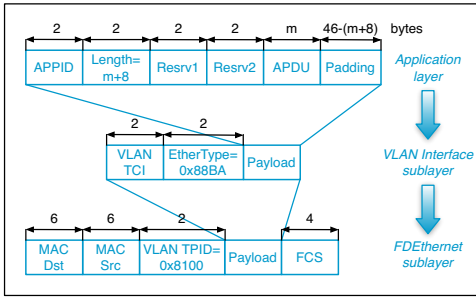 2 2 2 2 m 46-(m+8) bytes
APPID Length= m+8 Resrv1 Resrv2 APDU Padding
Application layer
2 2
VLAN TCI EtherType= 0x88BA Payload
VLAN Interface sublayer
6 6 2 4
MAC Dst MAC Src VLAN TPID= 0x8100 Payload FCS
FDEthernet sublayer